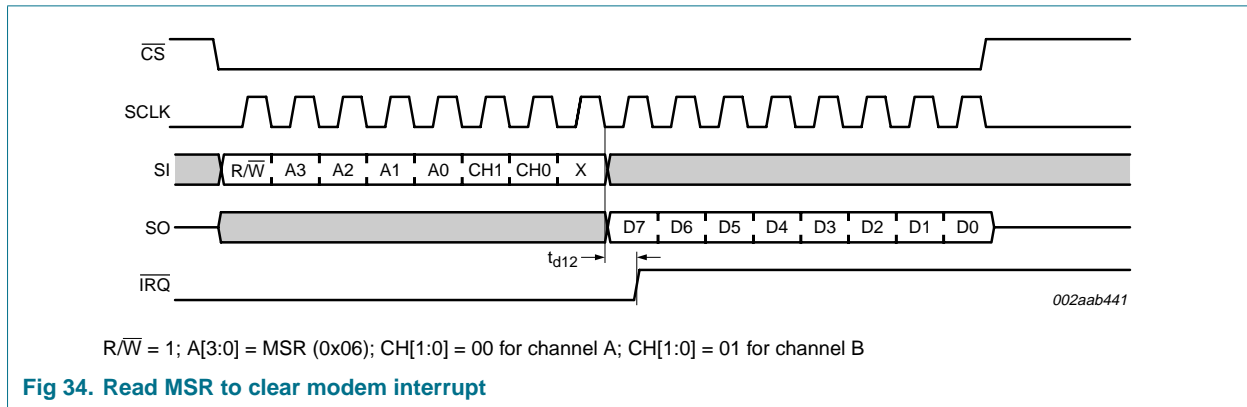 C̅S̅
SCLK
SI R/W̅ A3 A2 A1 A0 CH1 CH0 X
SO D7 D6 D5 D4 D3 D2 D1 D0
td12
I̅R̅Q̅
002aab441
R/W̅ = 1; A[3:0] = MSR (0x06); CH[1:0] = 00 for channel A; CH[1:0] = 01 for channel B
Fig 34. Read MSR to clear modem interrupt